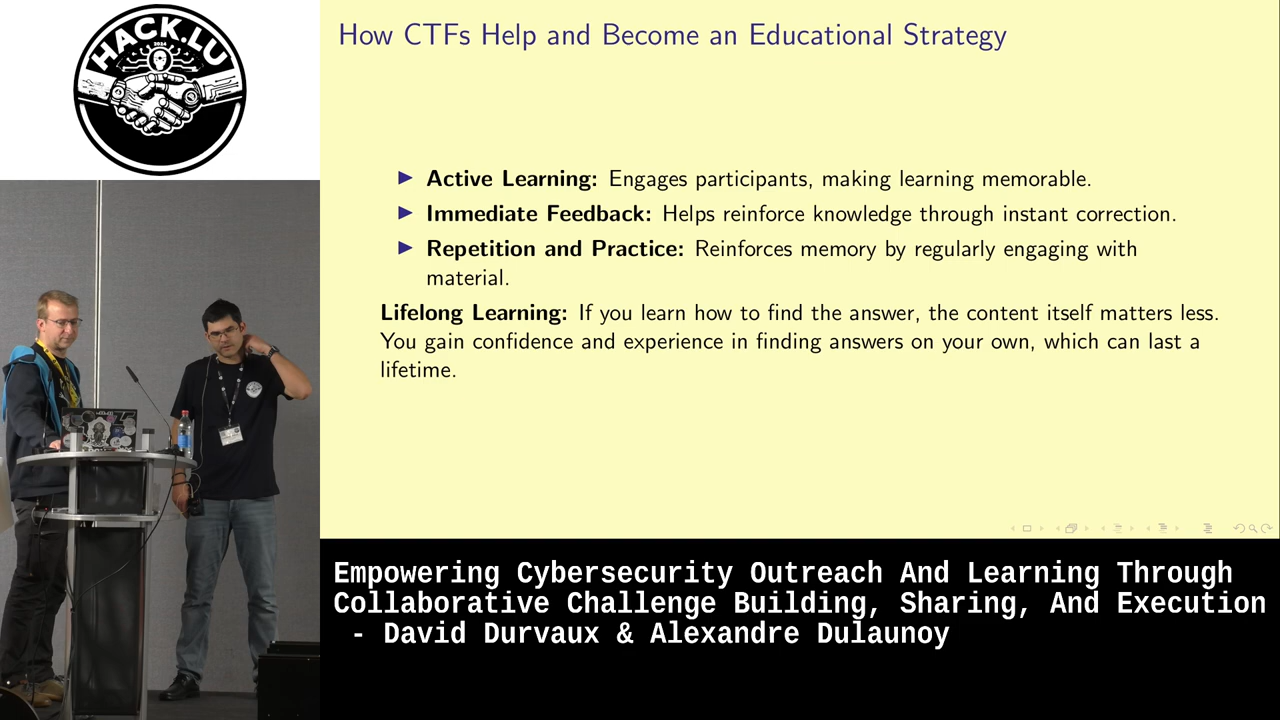 HACK.LU
2024
How CTFs Help and Become an Educational Strategy
▶ Active Learning: Engages participants, making learning memorable.
▶ Immediate Feedback: Helps reinforce knowledge through instant correction.
▶ Repetition and Practice: Reinforces memory by regularly engaging with
material.
Lifelong Learning: If you learn how to find the answer, the content itself matters less.
You gain confidence and experience in finding answers on your own, which can last a
lifetime.
Empowering Cybersecurity Outreach And Learning Through
Collaborative Challenge Building, Sharing, And Execution
- David Durvaux & Alexandre Dulaunoy